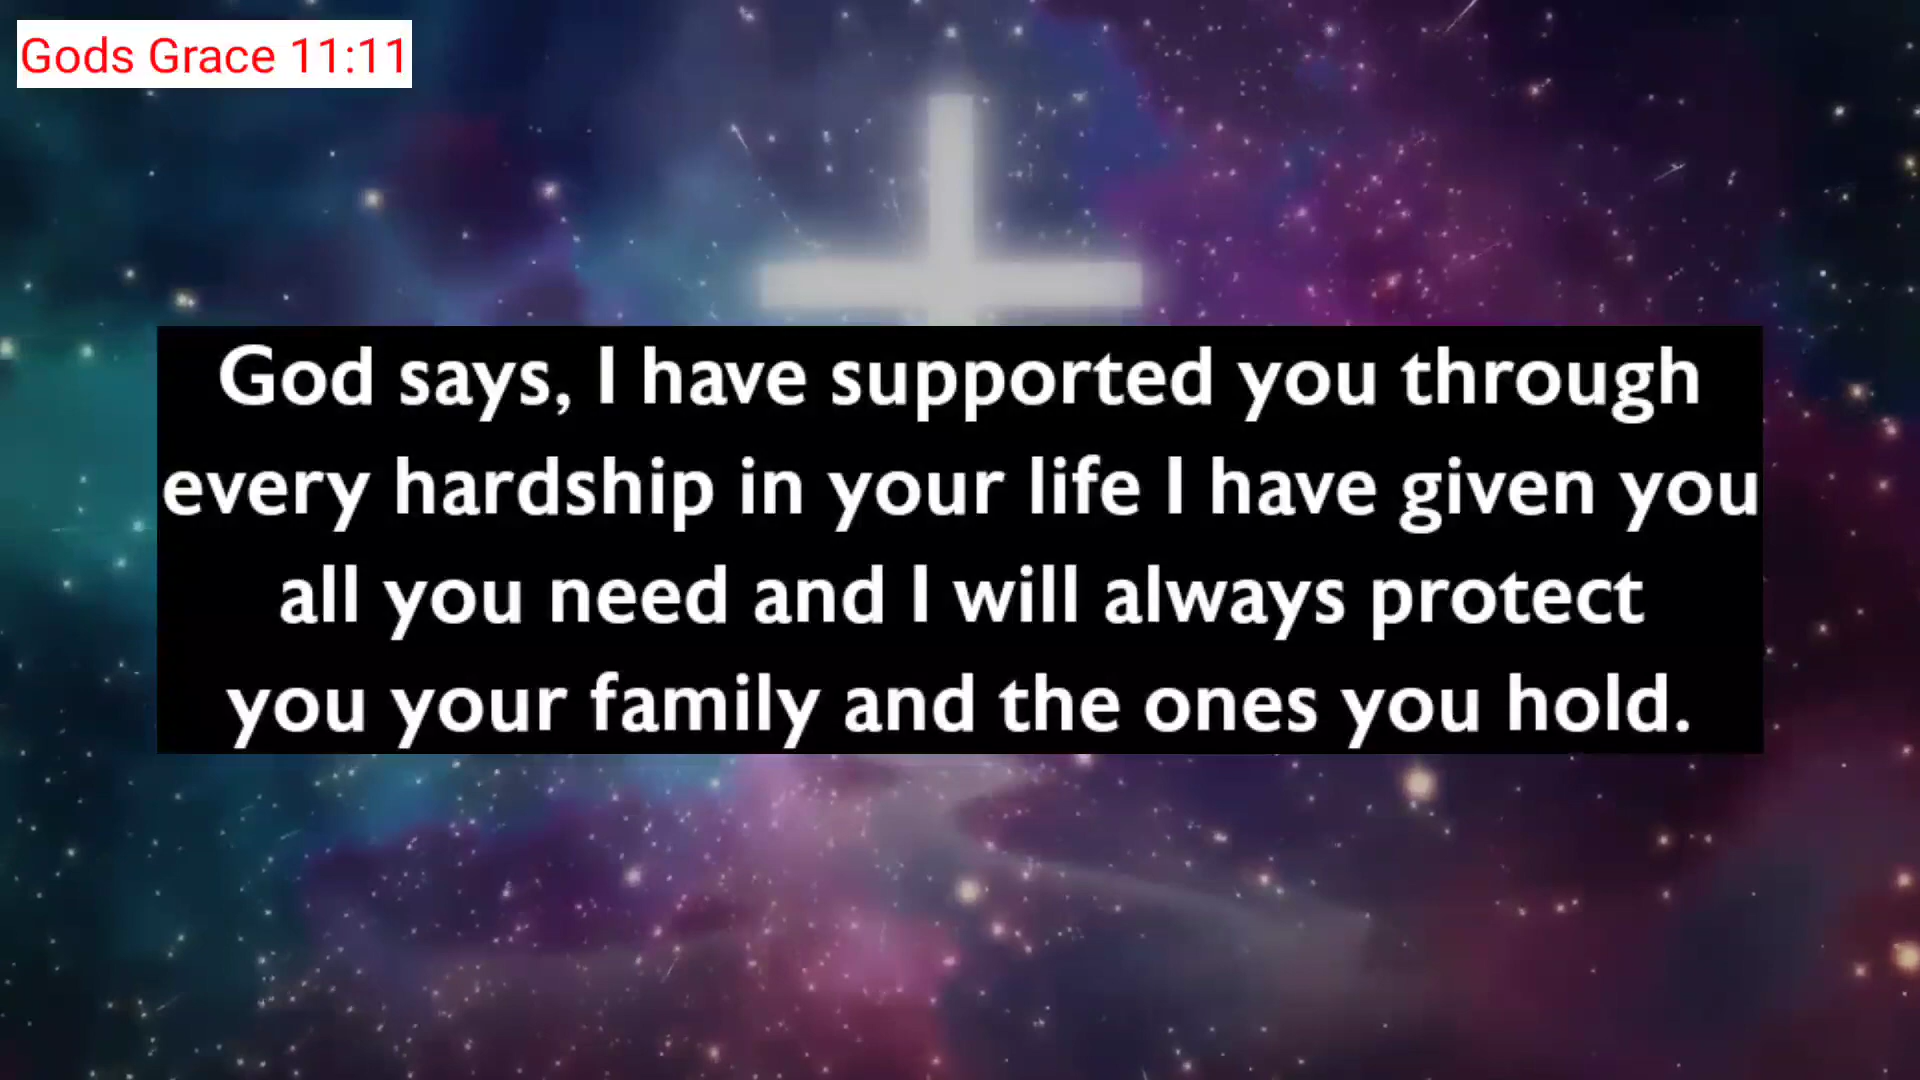 Gods Grace 11:11
God says, I have supported you through
every hardship in your life I have given you
all you need and I will always protect
you your family and the ones you hold.